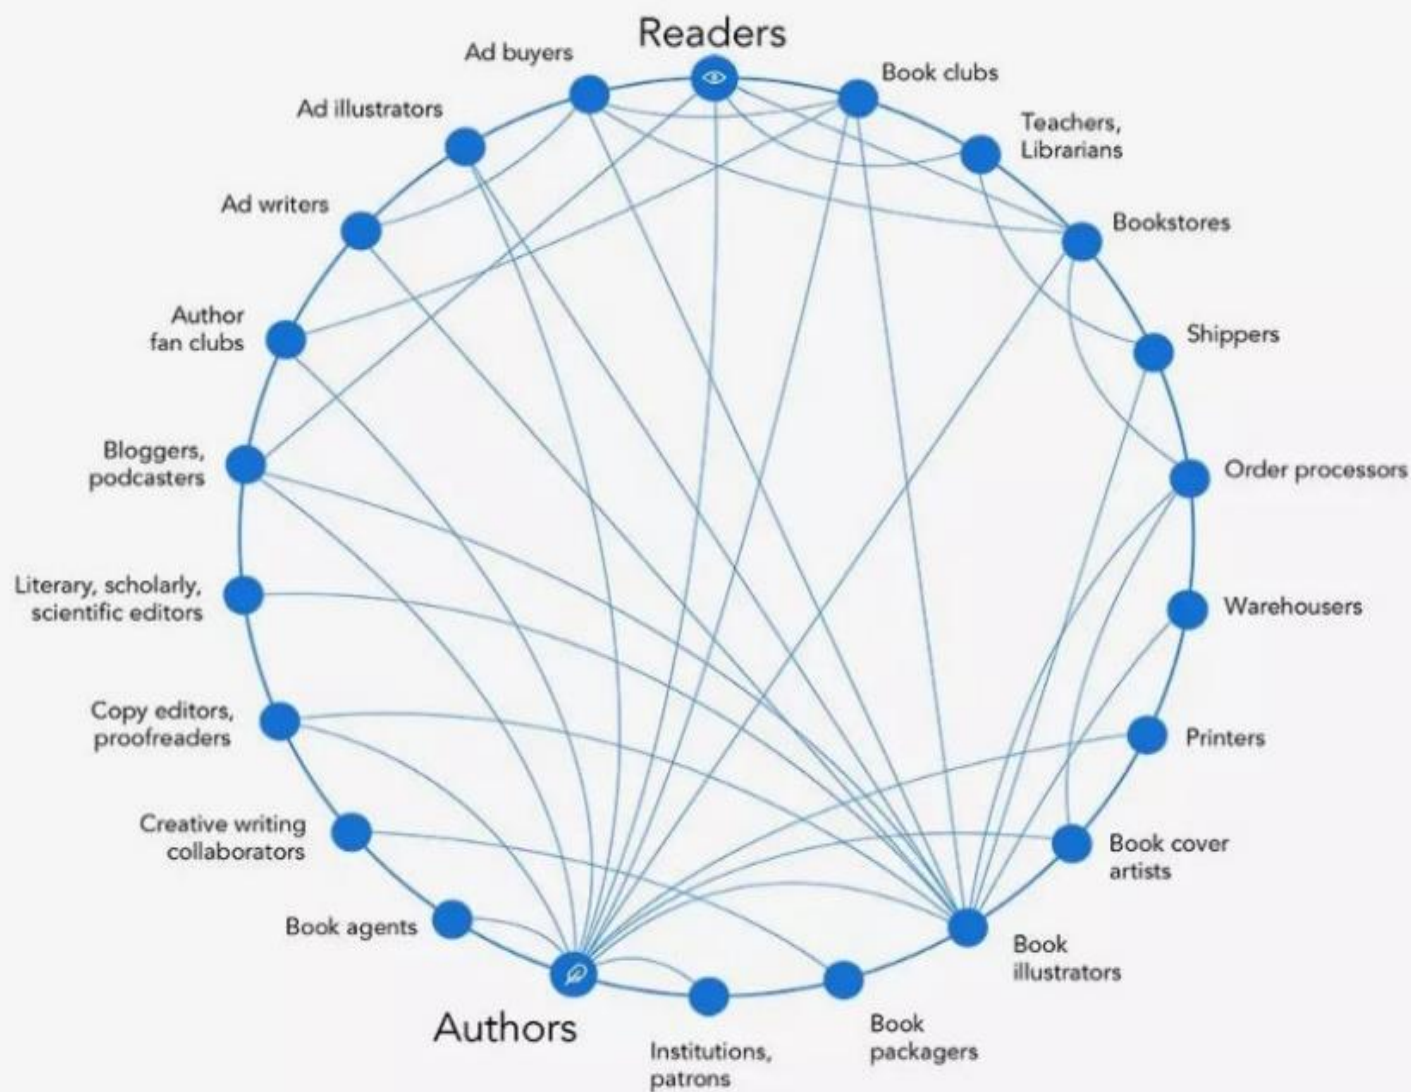 Readers
Ad buyers
Book clubs
Ad illustrators
Teachers,
Librarians
Ad writers
Bookstores
Author
fan clubs
Shippers
Bloggers,
podcasters
Order processors
Literary, scholarly,
scientific editors
Warehousers
Copy editors,
proofreaders
Printers
Creative writing
collaborators
Book cover
artists
Book agents
Book
illustrators
Authors
Book
packagers
Institutions,
patrons